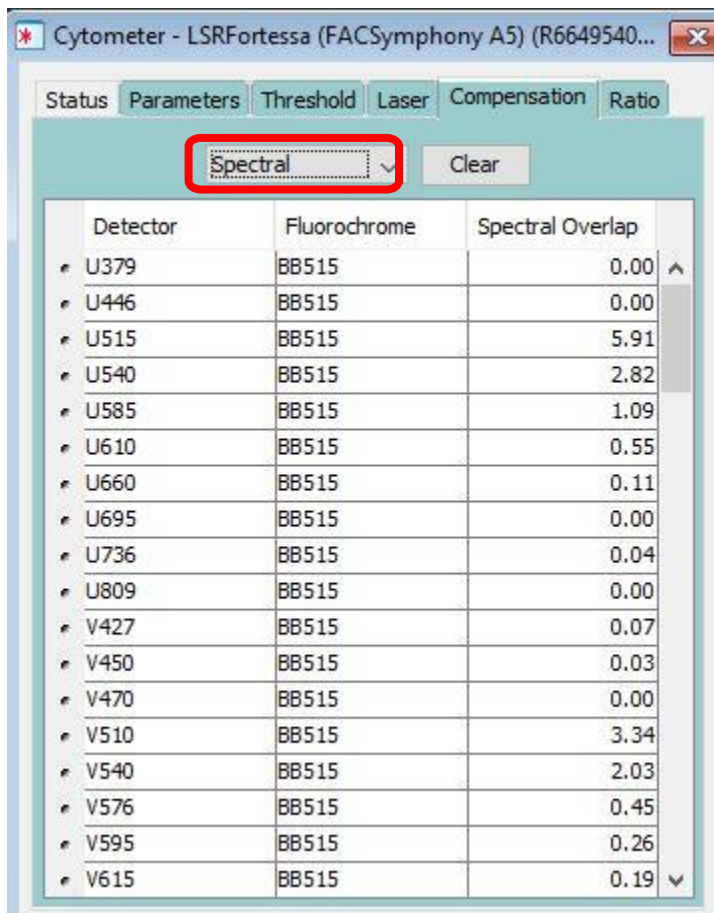 Cytometer - LSRFortessa (FACSymphony A5) (R6649540...
Status Parameters Threshold Laser Compensation Ratio
Spectral Clear
Detector Fluorochrome Spectral Overlap
U379 BB515 0.00
U446 BB515 0.00
U515 BB515 5.91
U540 BB515 2.82
U585 BB515 1.09
U610 BB515 0.55
U660 BB515 0.11
U695 BB515 0.00
U736 BB515 0.04
U809 BB515 0.00
V427 BB515 0.07
V450 BB515 0.03
V470 BB515 0.00
V510 BB515 3.34
V540 BB515 2.03
V576 BB515 0.45
V595 BB515 0.26
V615 BB515 0.19